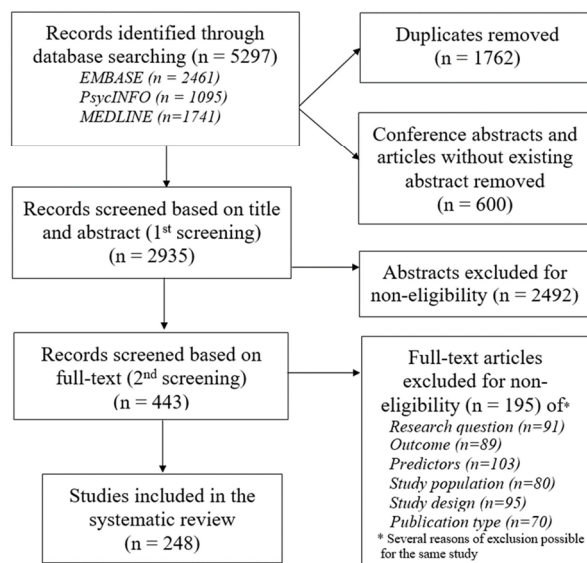 Records identified through
database searching (n = 5297)
EMBASE (n = 2461)
PsycINFO (n = 1095)
MEDLINE (n=1741)
Duplicates removed
(n = 1762)
Conference abstracts and
articles without existing
abstract removed
(n = 600)
Records screened based on title
and abstract (1st screening)
(n = 2935)
Abstracts excluded for
non-eligibility (n = 2492)
Records screened based on
full-text (2nd screening)
(n = 443)
Full-text articles
excluded for non-
eligibility (n = 195) of*
Research question (n=91)
Outcome (n=89)
Predictors (n=103)
Study population (n=80)
Study design (n=95)
Publication type (n=70)
* Several reasons of exclusion possible
for the same study
Studies included in the
systematic review
(n = 248)